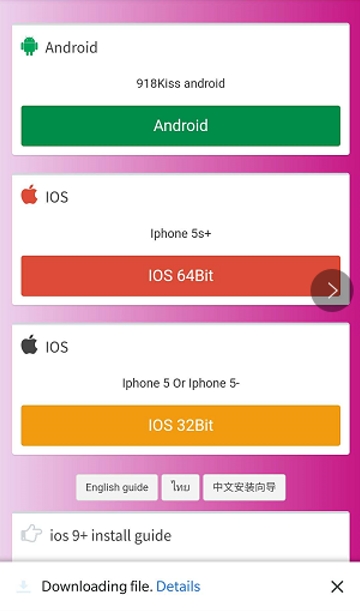 Android
918Kiss android
Android
IOS
Iphone 5s+
IOS 64Bit
IOS
Iphone 5 Or Iphone 5-
IOS 32Bit
English guide ไทย 中文安装向导
ios 9+ install guide
Downloading file. Details